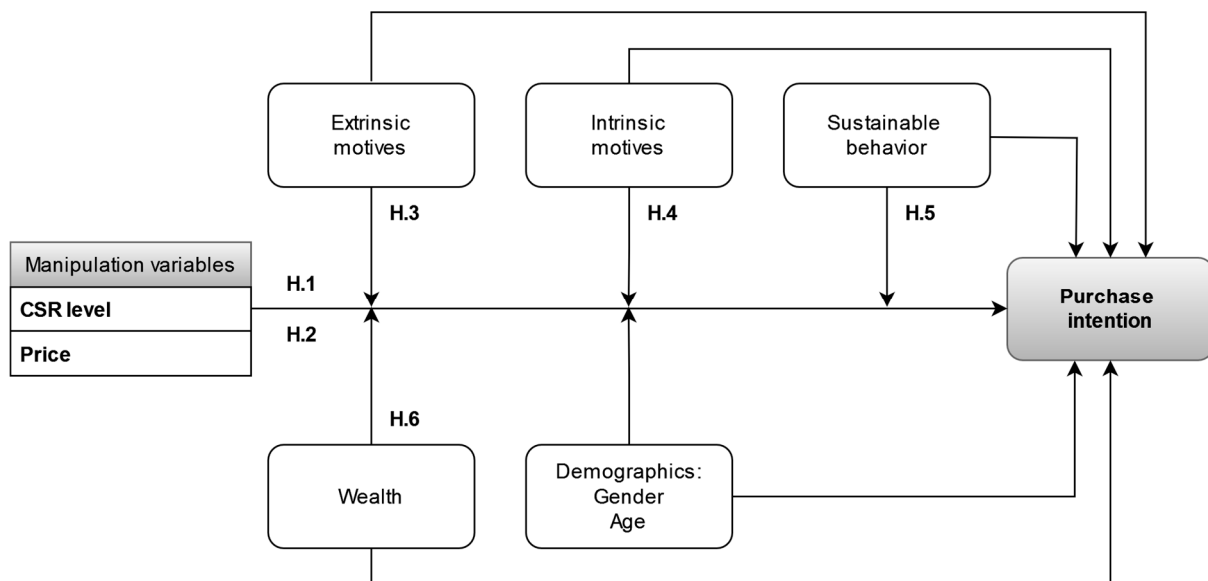 Extrinsic
motives
Intrinsic
motives
Sustainable
behavior
H.3
H.4
H.5
Manipulation variables
CSR level
Price
H.1
H.2
Purchase
intention
H.6
Wealth
Demographics:
Gender
Age